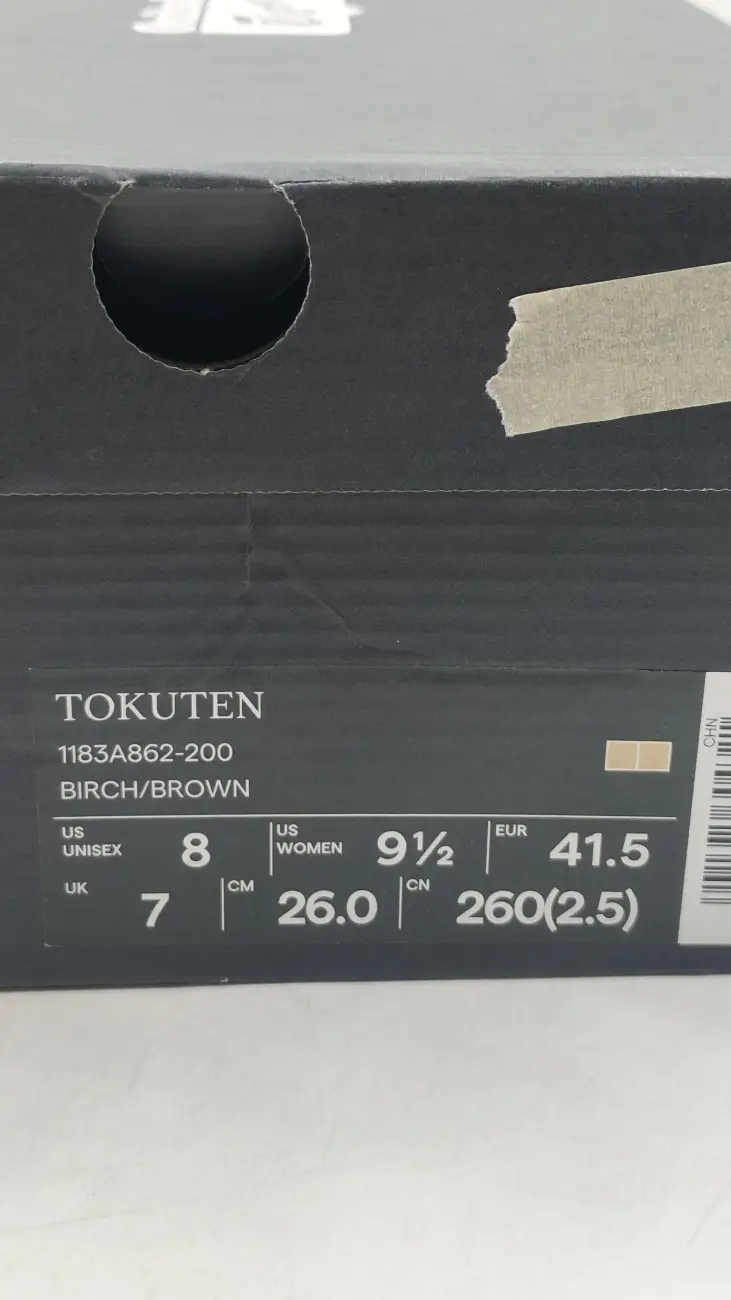 TOKUTEN
1183A862-200
BIRCH/BROWN
US UNISEX 8 US WOMEN 9½ EUR 41.5
UK 7 CM 26.0 CN 260(2.5)
CHN